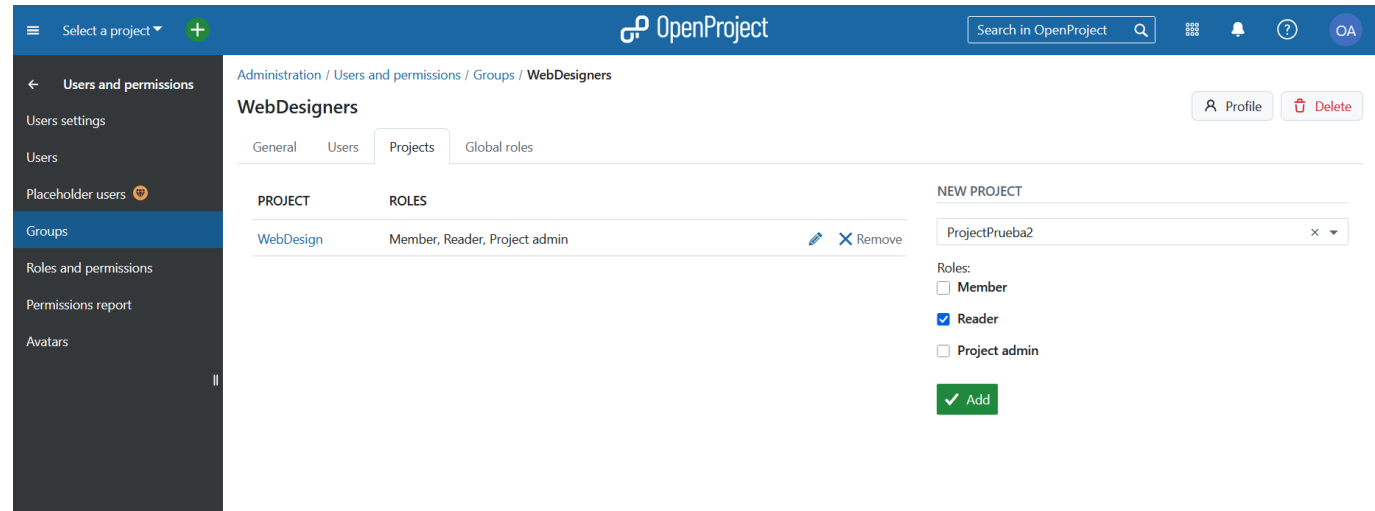 Select a project
OpenProject
Search in OpenProject
OA
Users and permissions
Users settings
Users
Placeholder users
Groups
Roles and permissions
Permissions report
Avatars
Administration / Users and permissions / Groups / WebDesigners
WebDesigners
Profile
Delete
General Users Projects Global roles
PROJECT ROLES
WebDesign Member, Reader, Project admin Remove
NEW PROJECT
ProjectPrueba2
Roles:
Member
Reader
Project admin
Add